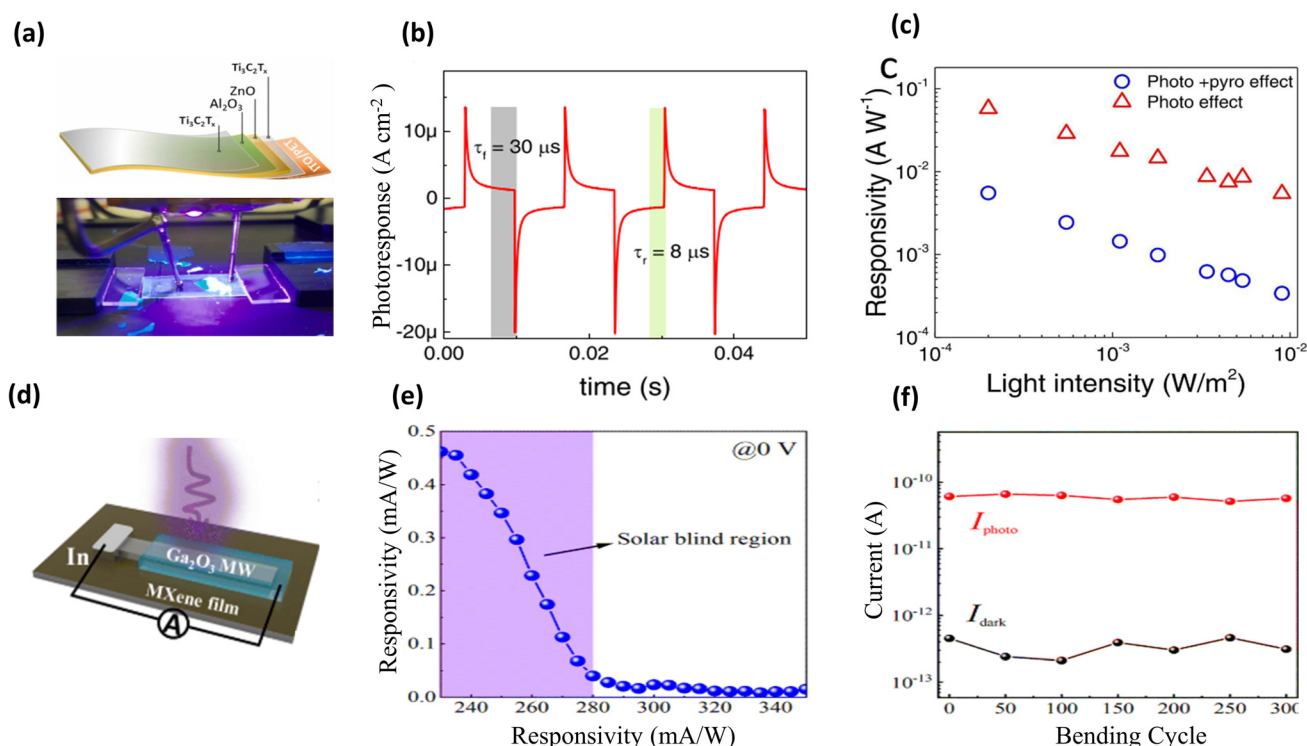 (a)
Ti₃C₂Tₓ
ZnO
Al₂O₃
Ti₃C₂Tₓ
ITO/PET
(b)
Photoresponse (A cm⁻²)
10μ
0
-10μ
-20μ
τf = 30 μs
τr = 8 μs
0.00
0.02
0.04
time (s)
(c)
C
Photo +pyro effect
Photo effect
Responsivity (A W⁻¹)
10⁻¹
10⁻²
10⁻³
10⁻⁴
10⁻⁴
10⁻³
10⁻²
Light intensity (W/m²)
(d)
In
Ga₂O₃ MW
MXene film
A
(e)
Responsivity (mA/W)
0.5
0.4
0.3
0.2
0.1
0.0
@0 V
Solar blind region
240
260
280
300
320
340
Responsivity (mA/W)
(f)
Current (A)
10⁻¹⁰
10⁻¹¹
10⁻¹²
10⁻¹³
Iphoto
Idark
0
50
100
150
200
250
300
Bending Cycle